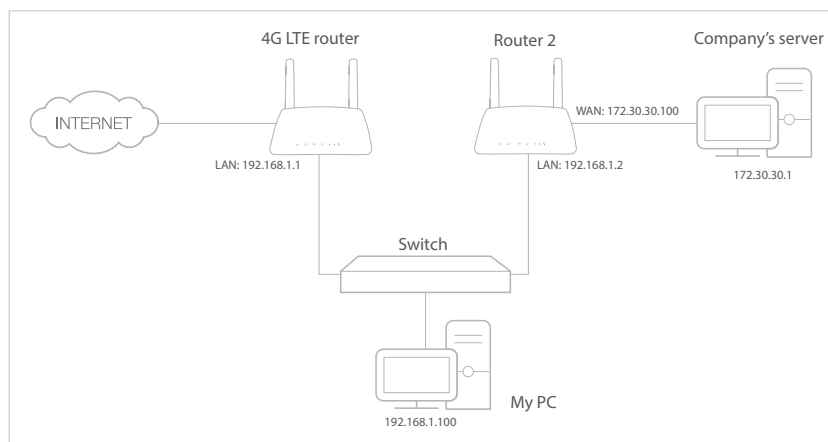 4G LTE router
Router 2
Company's server
INTERNET
WAN: 172.30.30.100
LAN: 192.168.1.1
LAN: 192.168.1.2
172.30.30.1
Switch
My PC
192.168.1.100